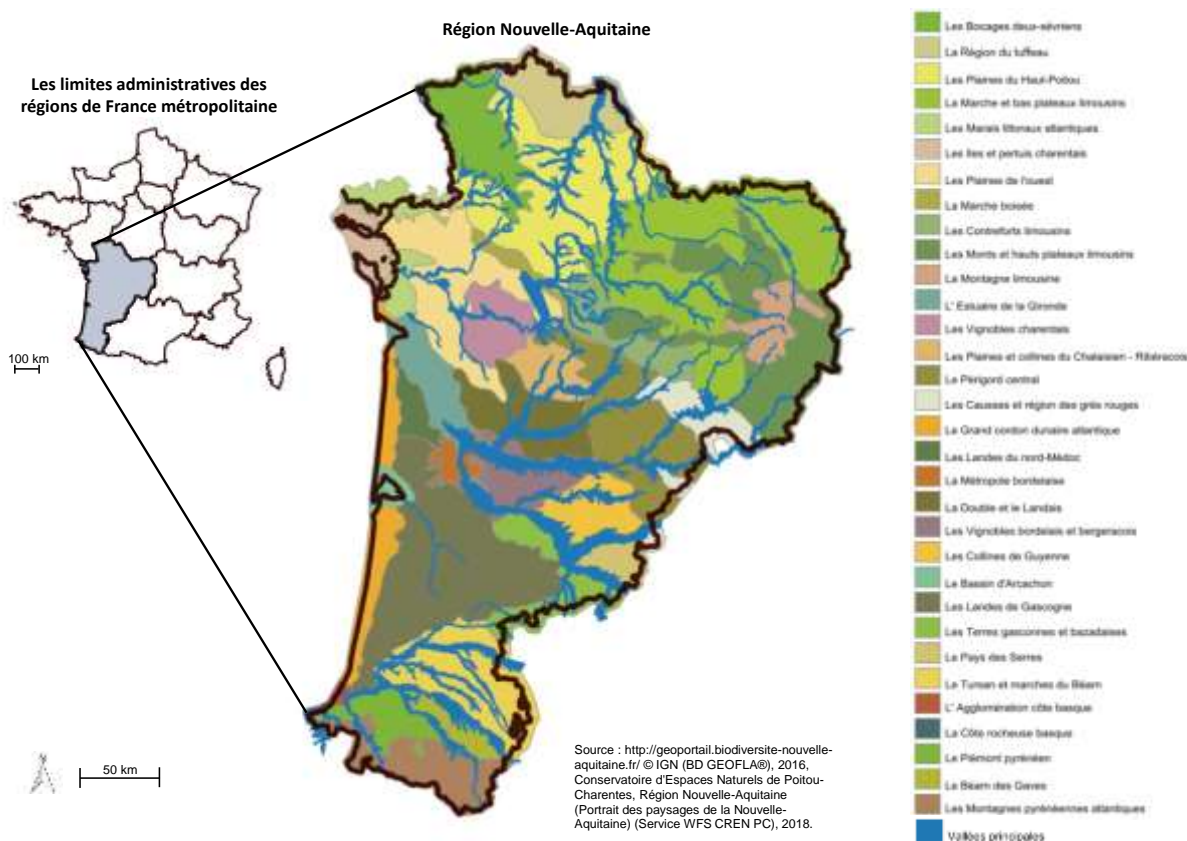 Région Nouvelle-Aquitaine
Les limites administratives des
régions de France métropolitaine
100 km
50 km
Source : http://geoportail.biodiversite-nouvelle-
aquitaine.fr/ © IGN (BD GEOFLA®), 2016,
Conservatoire d'Espaces Naturels de Poitou-
Charentes, Région Nouvelle-Aquitaine
(Portrait des paysages de la Nouvelle-
Aquitaine) (Service WFS CREN PC), 2018.
Les Bocages deux-sévriens
La Région du tuffeau
Les Plaines du Haut-Poitou
La Marche et bas plateaux limousins
Les Marais littoraux atlantiques
Les Iles et pertuis charentais
Les Plaines de l'ouest
La Marche boisée
Les Contreforts limousins
Les Monts et hauts plateaux limousins
La Montagne limousine
L' Estuaire de la Gironde
Les Vignobles charentais
Les Plaines et collines du Chalaisien -
Le Périgord central
Les Causses et région des grès rouges
Le Grand cordon dunaire atlantique
Les Landes du nord-Médoc
La Métropole bordelaise
La Double et le Landais
Les Vignobles bordelais et bergeracois
Les Collines de Guyenne
Le Bassin d'Arcachon
Les Landes de Gascogne
Les Terres gasconnes et bazadaises
Le Pays des Serres
Le Tursan et marches du Béarn
L' Agglomération côte basque
La Côte rocheuse basque
Le Piémont pyrénéen
Le Béarn des Gaves
Les Montagnes pyrénéennes atlantiques
Vallées principales